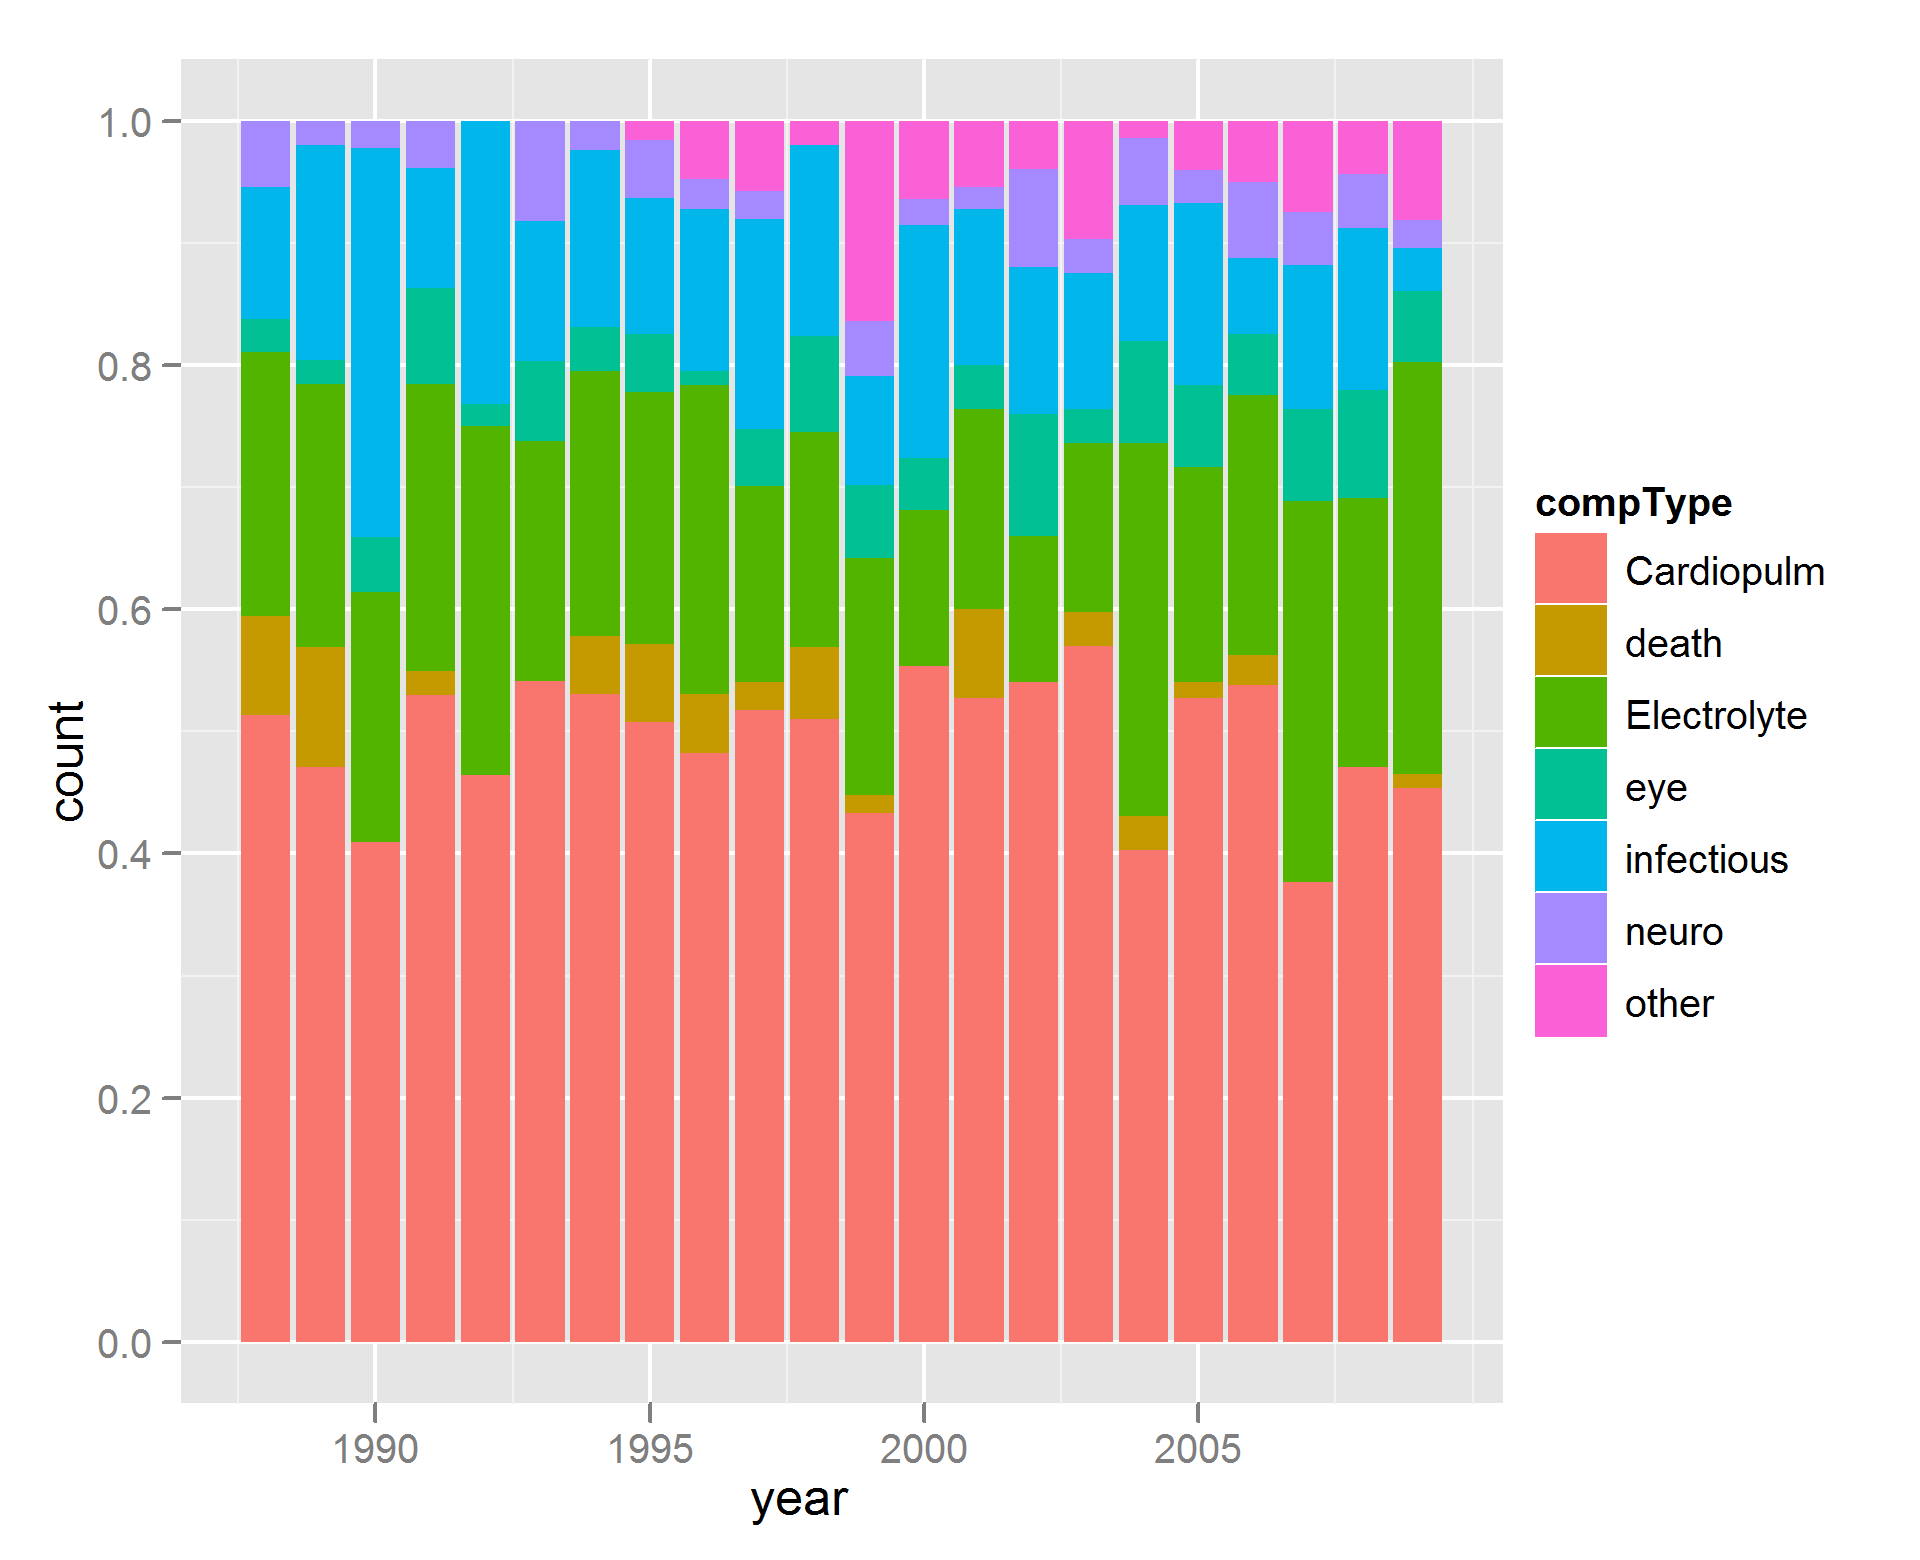 1.0
0.8
0.6
0.4
0.2
0.0
count
1990 1995 2000 2005
year
compType
Cardiopulm
death
Electrolyte
eye
infectious
neuro
other